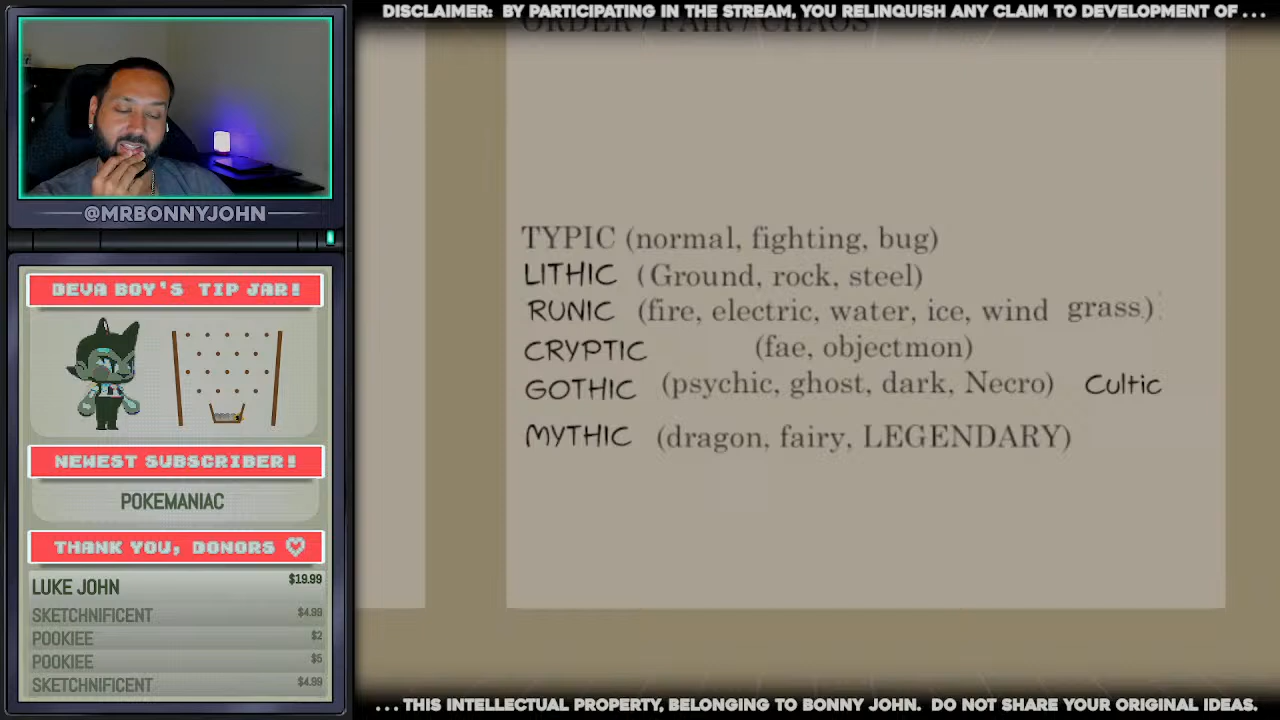 DISCLAIMER: BY PARTICIPATING IN THE STREAM, YOU RELINQUISH ANY CLAIM TO DEVELOPMENT OF . . .
ORDER / FAIR / CHAOS
@MRBONNYJOHN
DEVA BOY'S TIP JAR!
NEWEST SUBSCRIBER!
POKEMANIAC
THANK YOU, DONORS
LUKE JOHN $19.99
SKETCHNIFICENT $4.99
POOKIEE $2
POOKIEE $5
SKETCHNIFICENT $4.99
TYPIC (normal, fighting, bug)
LITHIC (Ground, rock, steel)
RUNIC (fire, electric, water, ice, wind grass)
CRYPTIC (fae, objectmon)
GOTHIC (psychic, ghost, dark, Necro) Cultic
MYTHIC (dragon, fairy, LEGENDARY)
. . . THIS INTELLECTUAL PROPERTY, BELONGING TO BONNY JOHN. DO NOT SHARE YOUR ORIGINAL IDEAS.